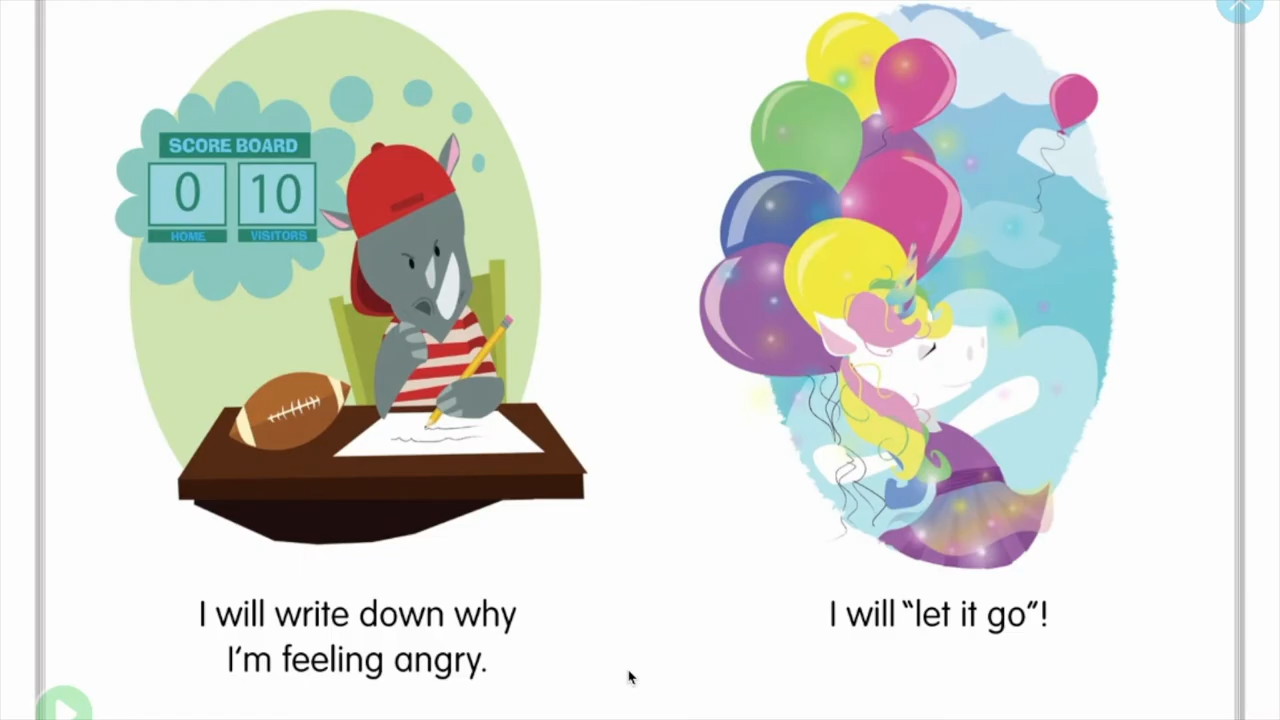 SCORE BOARD
0 10
HOME VISITORS
I will write down why
I'm feeling angry.
I will “let it go”!